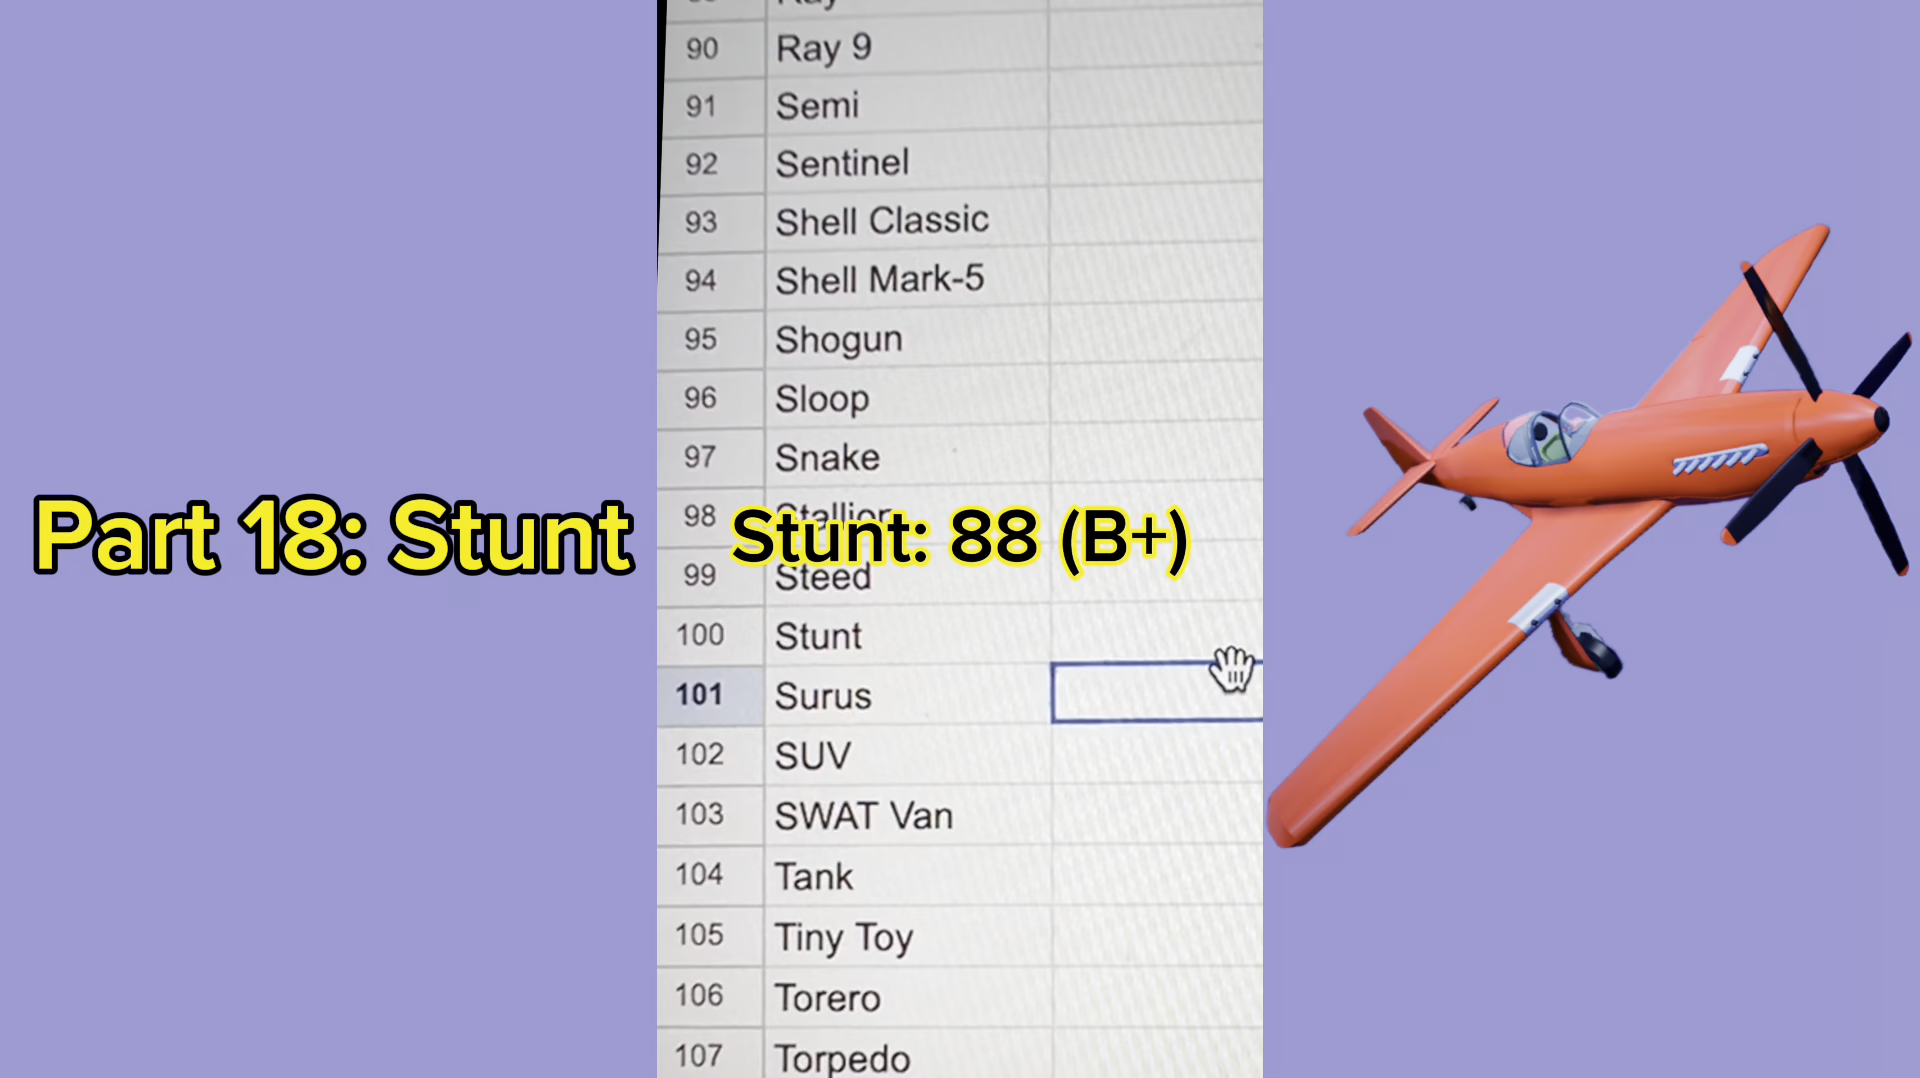 Part 18: Stunt
Stunt: 88 (B+)
90 Ray 9
91 Semi
92 Sentinel
93 Shell Classic
94 Shell Mark-5
95 Shogun
96 Sloop
97 Snake
98 Stallion
99 Steed
100 Stunt
101 Surus
102 SUV
103 SWAT Van
104 Tank
105 Tiny Toy
106 Torero
107 Torpedo